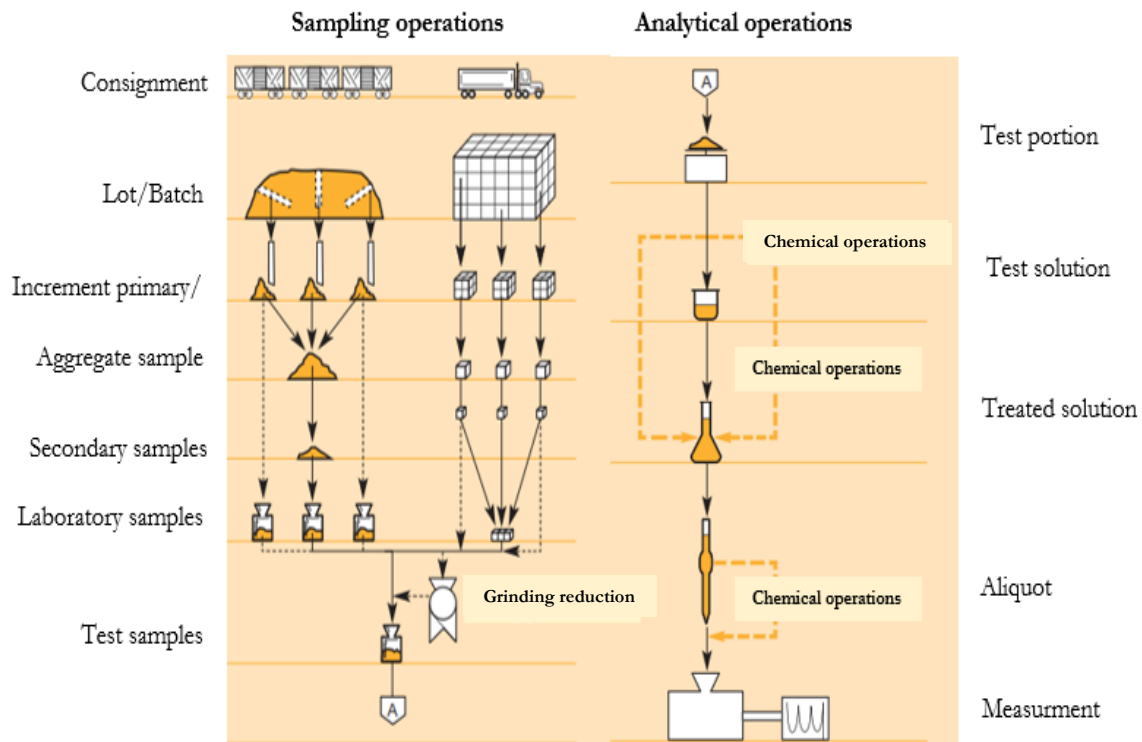 Sampling operations
Analytical operations
Consignment
Lot/Batch
Increment primary/
Aggregate sample
Secondary samples
Laboratory samples
Grinding reduction
Test samples
A
A
Test portion
Chemical operations
Test solution
Chemical operations
Treated solution
Aliquot
Chemical operations
Measurment